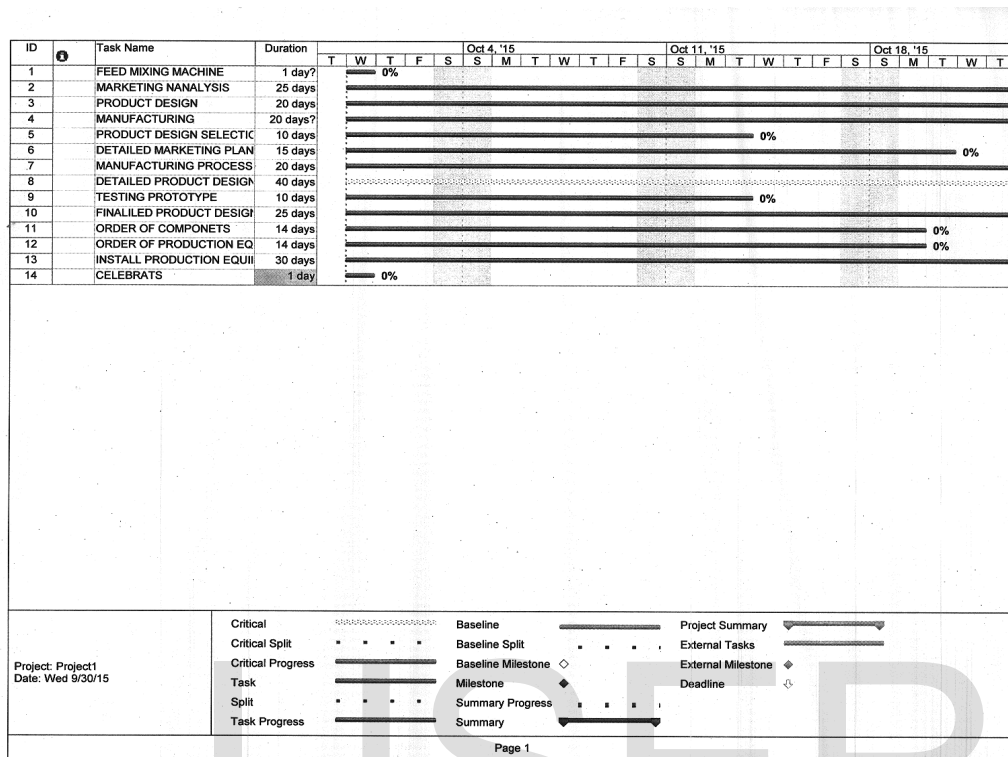 ID Task Name Duration Oct 4, '15 Oct 11, '15 Oct 18, '15
T W T F S S M T W T F S S M T W T F S S M T W T
1 FEED MIXING MACHINE 1 day? 0%
2 MARKETING NANALYSIS 25 days
3 PRODUCT DESIGN 20 days
4 MANUFACTURING 20 days?
5 PRODUCT DESIGN SELECTIC 10 days 0%
6 DETAILED MARKETING PLAN 15 days 0%
7 MANUFACTURING PROCESS 20 days
8 DETAILED PRODUCT DESIGN 40 days
9 TESTING PROTOTYPE 10 days 0%
10 FINALILED PRODUCT DESIGI 25 days
11 ORDER OF COMPONETS 14 days 0%
12 ORDER OF PRODUCTION EQ 14 days 0%
13 INSTALL PRODUCTION EQUII 30 days
14 CELEBRATS 1 day 0%
Project: Project1
Date: Wed 9/30/15
Critical
Critical Split
Critical Progress
Task
Split
Task Progress
Baseline
Baseline Split
Baseline Milestone
Milestone
Summary Progress
Summary
Project Summary
External Tasks
External Milestone
Deadline
Page 1